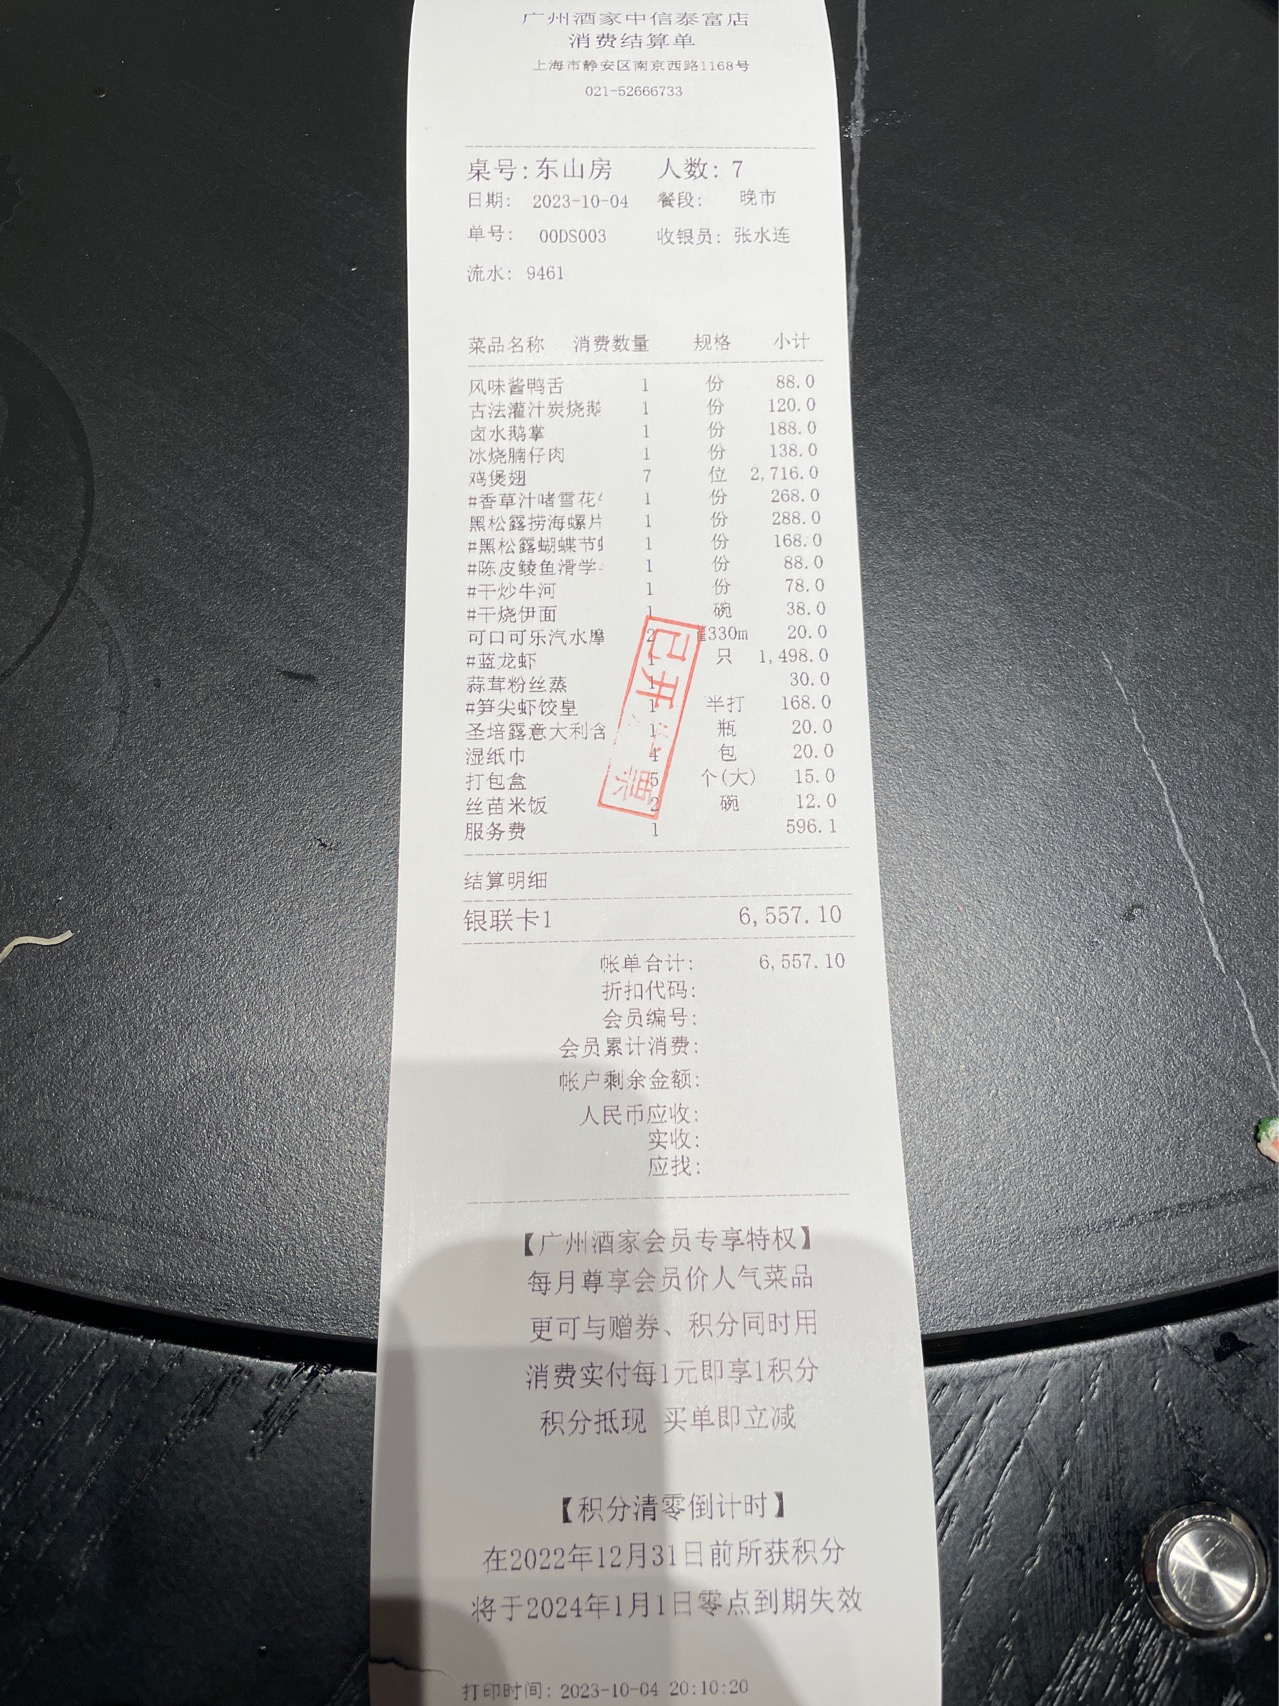 广州酒家中信泰富店
消费结算单
上海市静安区南京西路1168号
021-52666733
桌号:东山房 人数: 7
日期: 2023-10-04 餐段: 晚市
单号: 00DS003 收银员: 张水连
流水: 9461
菜品名称 消费数量 规格 小计
风味酱鸭舌 1 份 88.0
古法灌汁炭烧鹅 1 份 120.0
卤水鹅掌 1 份 188.0
冰烧腩仔肉 1 份 138.0
鸡煲翅 7 位 2,716.0
#香草汁啫雪花 1 份 268.0
黑松露捞海螺片 1 份 288.0
#黑松露蝴蝶节 1 份 168.0
#陈皮鲮鱼滑学 1 份 88.0
#干炒牛河 1 份 78.0
#干烧伊面 1 碗 38.0
可口可乐汽水摩 2 330m 20.0
#蓝龙虾 1 只 1,498.0
蒜茸粉丝蒸 1 30.0
#笋尖虾饺皇 1 半打 168.0
圣培露意大利含 1 瓶 20.0
湿纸巾 4 包 20.0
打包盒 5 个(大) 15.0
丝苗米饭 2 碗 12.0
服务费 1 596.1
已开 票
结算明细
银联卡1 6,557.10
帐单合计: 6,557.10
折扣代码:
会员编号:
会员累计消费:
帐户剩余金额:
人民币应收:
实收:
应找:
【广州酒家会员专享特权】
每月尊享会员价人气菜品
更可与赠券、积分同时用
消费实付每1元即享1积分
积分抵现 买单即立减
【积分清零倒计时】
在2022年12月31日前所获积分
将于2024年1月1日零点到期失效
打印时间: 2023-10-04 20:10:20